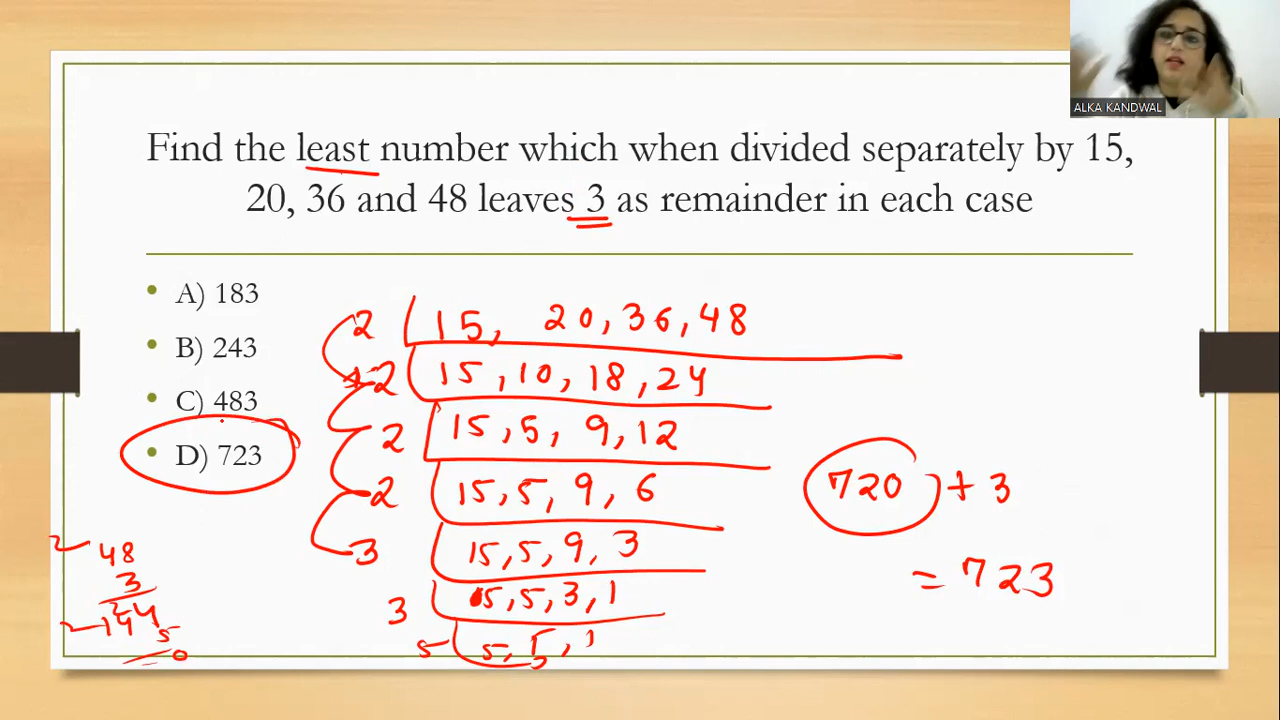 ALKA KANDWAL
Find the least number which when divided separately by 15,
20, 36 and 48 leaves 3 as remainder in each case
• A) 183
• B) 243
• C) 483
• D) 723
2 15, 20, 36, 48
2 15, 10, 18, 24
2 15, 5, 9, 12
2 15, 5, 9, 6
3 15, 5, 9, 3
3 5, 5, 3, 1
5 5, 5, 1
720 + 3
= 723
48
3
144
5
0